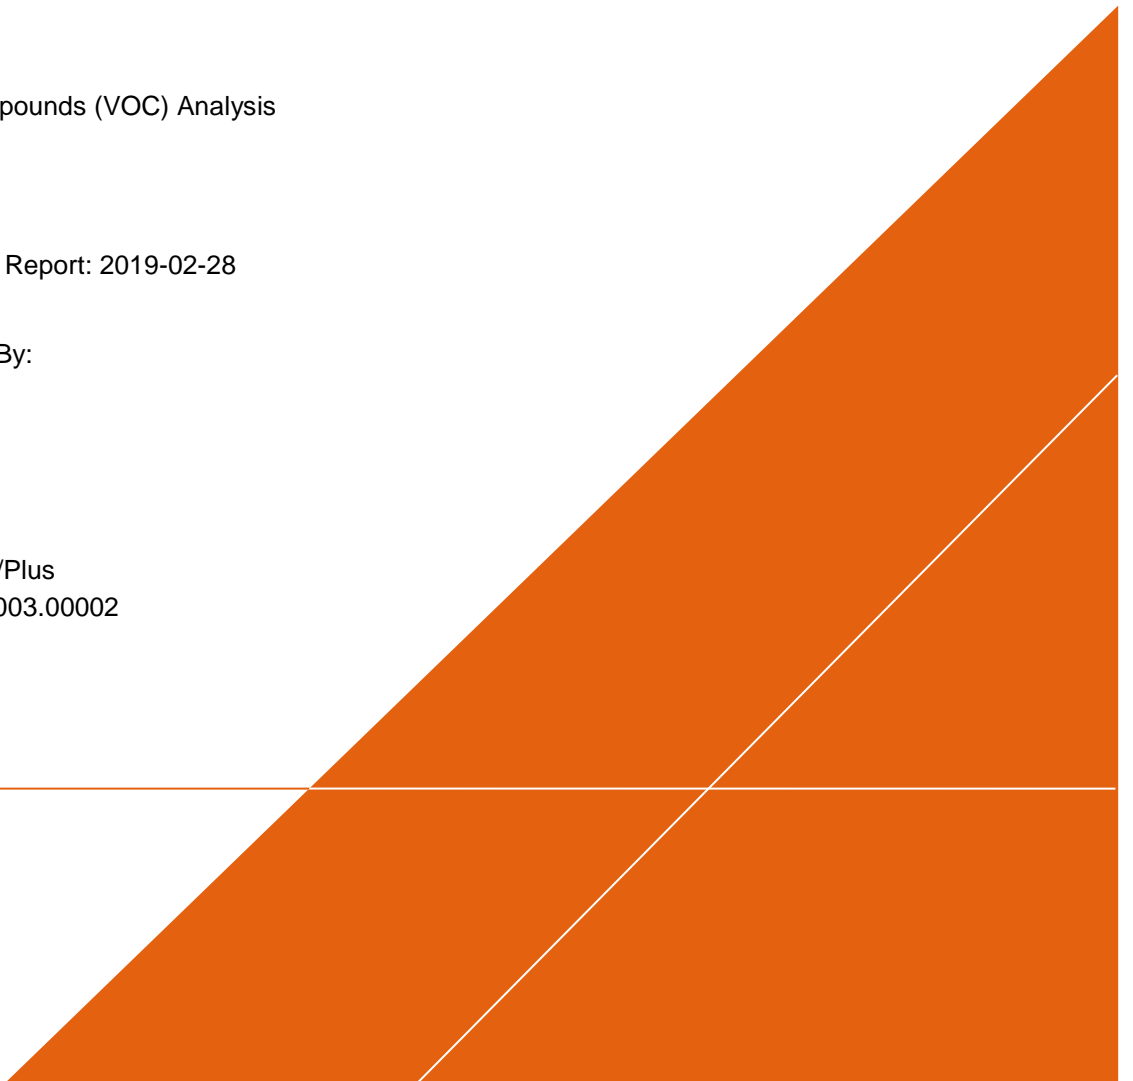 pounds (VOC) Analysis
Report: 2019-02-28
By:
/Plus
003.00002